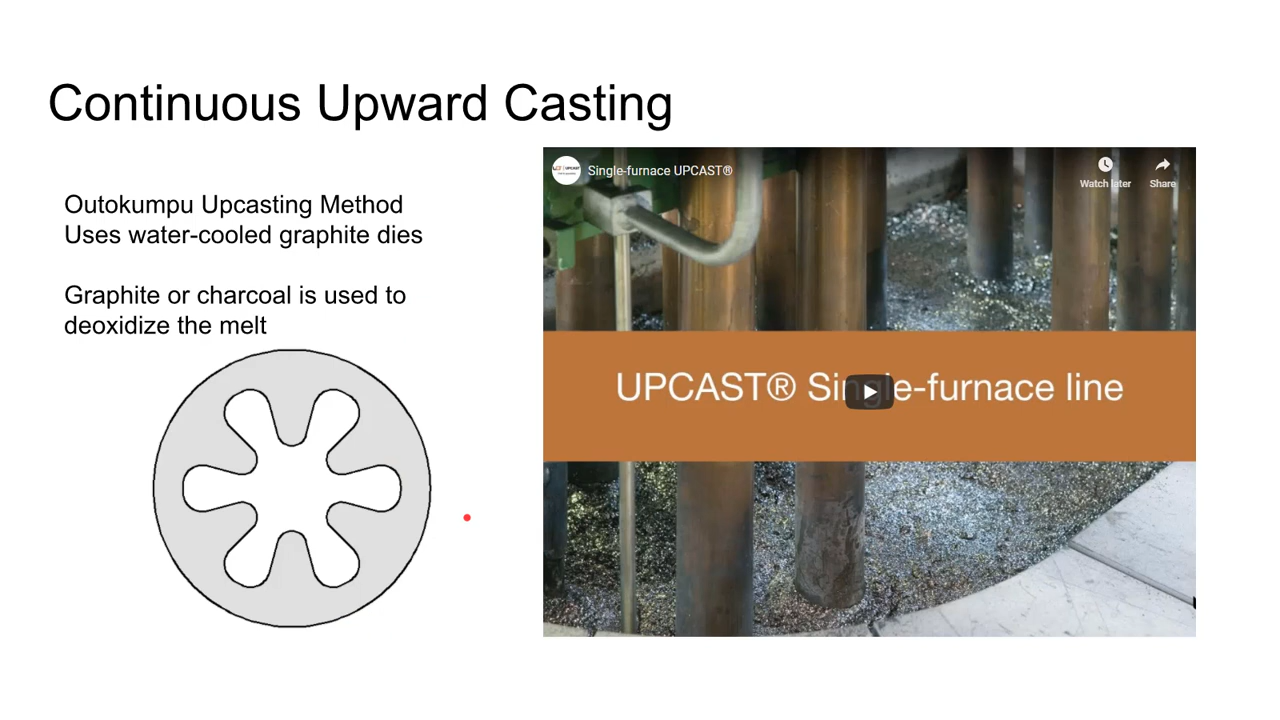 Continuous Upward Casting
Outokumpu Upcasting Method
Uses water-cooled graphite dies
Graphite or charcoal is used to
deoxidize the melt
Single-furnace UPCAST®
Watch later
Share
UPCAST® Single-furnace line